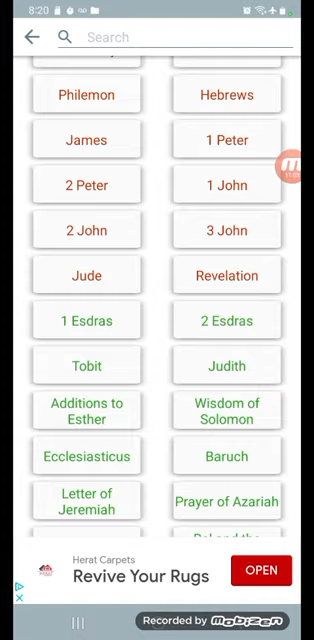 8:20
Search
Philemon
Hebrews
James
1 Peter
2 Peter
1 John
2 John
3 John
Jude
Revelation
1 Esdras
2 Esdras
Tobit
Judith
Additions to
Esther
Wisdom of
Solomon
Ecclesiasticus
Baruch
Letter of
Jeremiah
Prayer of Azariah
Herat Carpets
Revive Your Rugs
OPEN
Recorded by mobizen